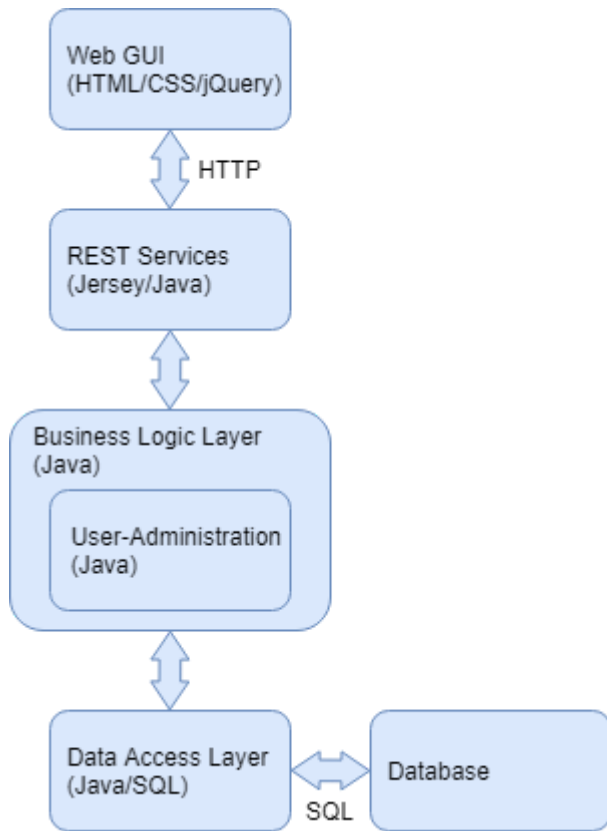 Web GUI
(HTML/CSS/jQuery)
HTTP
REST Services
(Jersey/Java)
Business Logic Layer
(Java)
User-Administration
(Java)
Data Access Layer
(Java/SQL)
SQL
Database